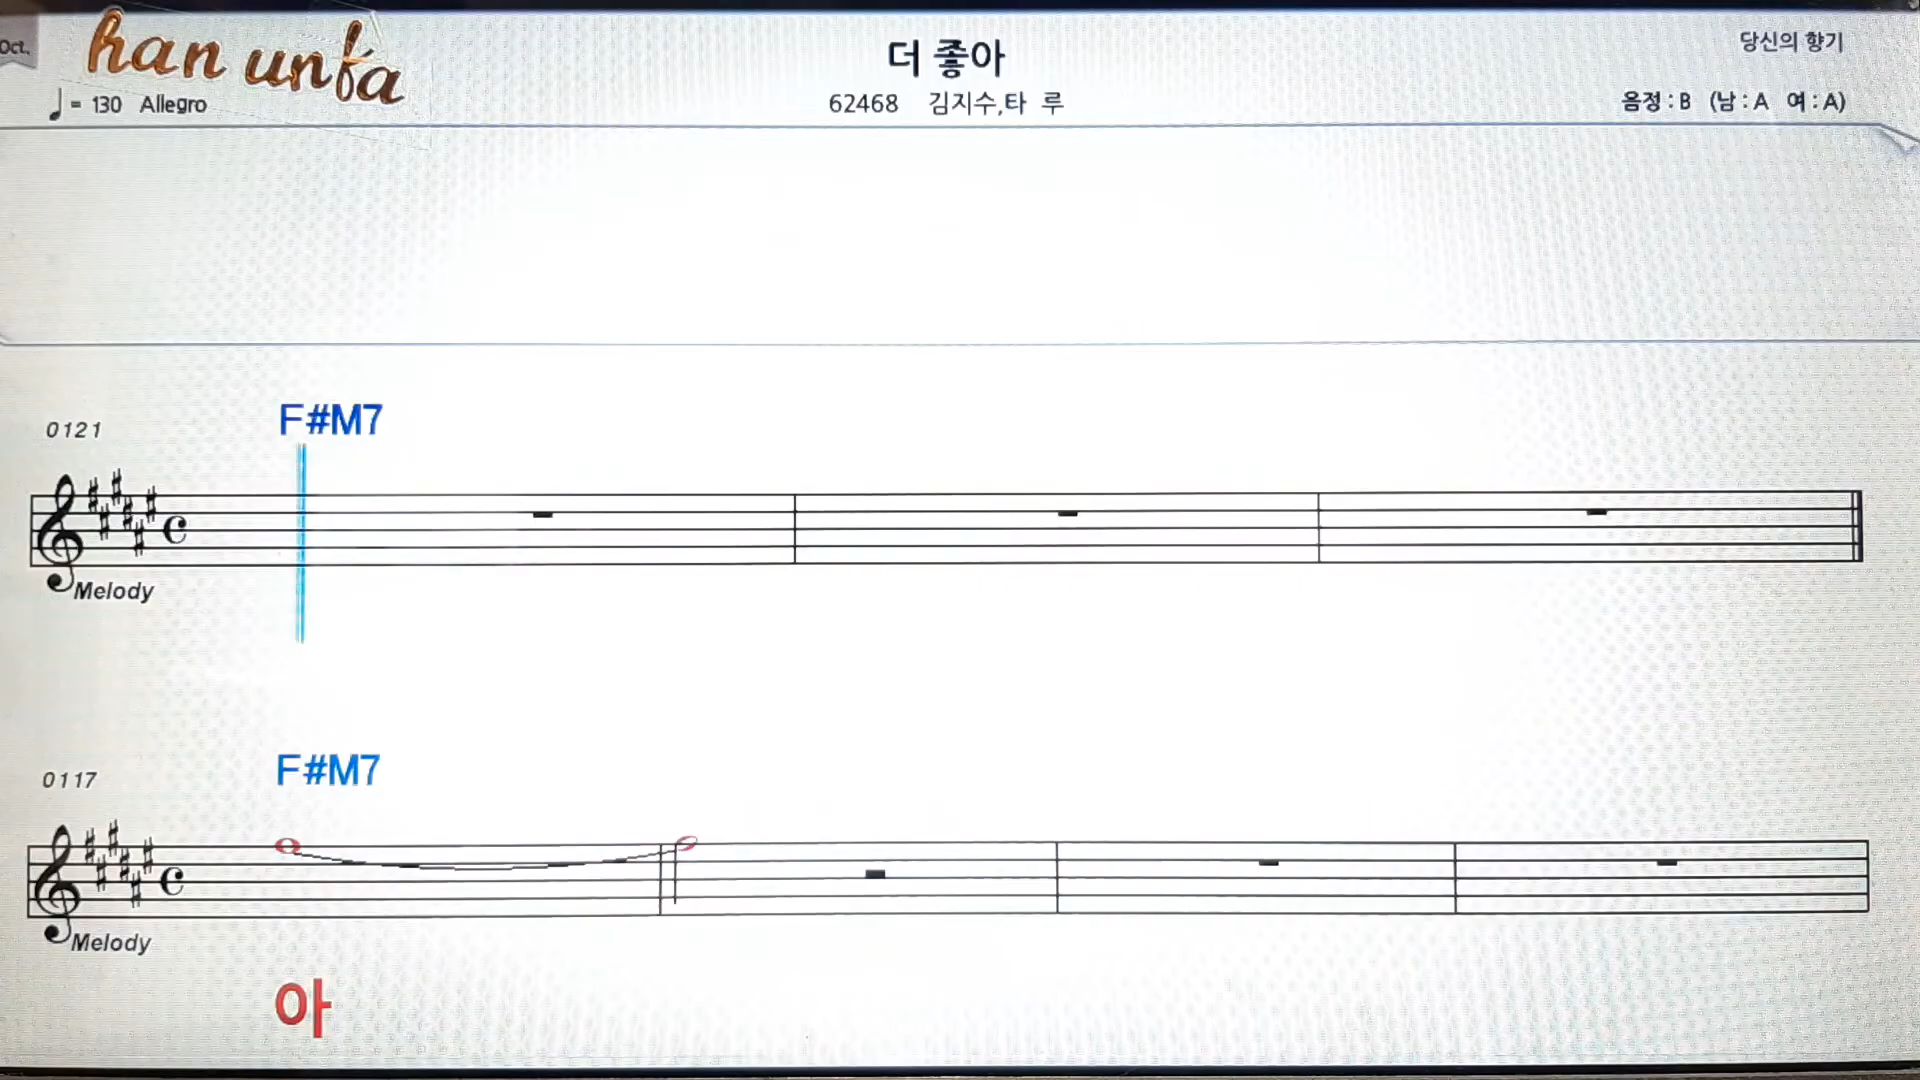 Oct.
han unfa
더 좋아
당신의 향기
♩ = 130 Allegro
62468 김지수,타 루
음정 : B (남 : A 여 : A)
0121
F#M7
Melody
0117
F#M7
Melody
아